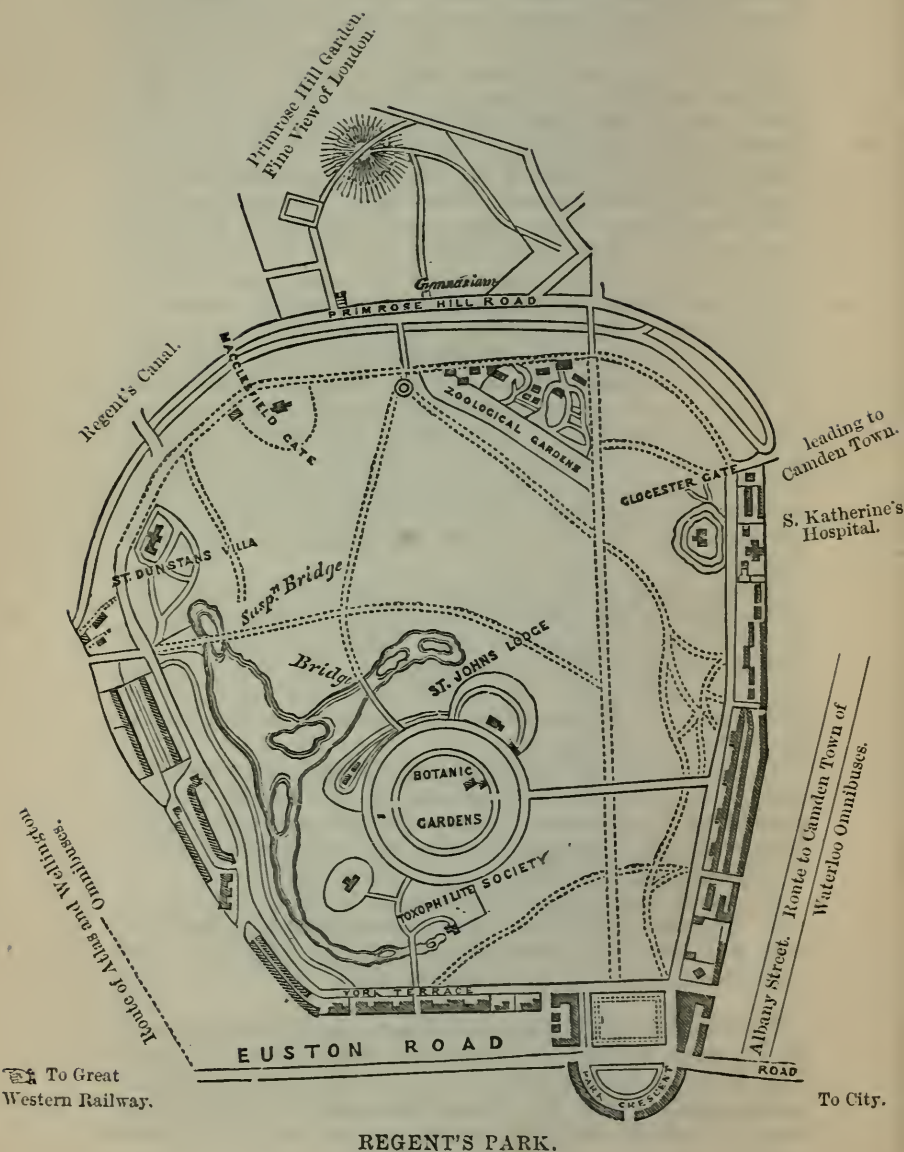 Primrose Hill Garden.
Fine View of London.
Gymnasium
PRIMROSE HILL ROAD
Regent's Canal.
MACCLESFIELD GATE
ZOOLOGICAL GARDENS
leading to
Camden Town.
GLOCESTER GATE
S. Katherine's
Hospital.
ST. DUNSTANS VILLA
Suspn. Bridge
Bridge
ST. JOHNS LODGE
BOTANIC
GARDENS
TOXOPHILITE SOCIETY
Route of Atlas and Wellington
Omnibuses.
Albany Street. Route to Camden Town of
Waterloo Omnibuses.
YORK TERRACE
EUSTON ROAD
ROAD
PARK CRESCENT
To Great
Western Railway.
To City.
REGENT'S PARK.